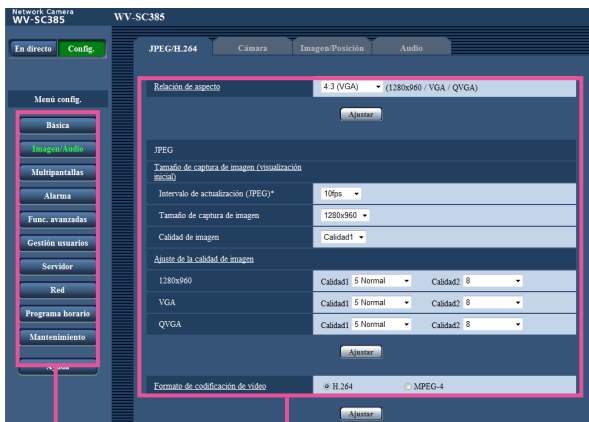 Network Camera
WV-SC385
WV-SC385
En directo
Config.
Menú config.
Básica
Imagen/Audio
Multipantallas
Alarma
Func. avanzadas
Gestión usuarios
Servidor
Red
Programa horario
Mantenimiento
Ayuda
JPEG/H.264
Cámara
Imagen/Posición
Audio
Relación de aspecto
4:3 (VGA)
(1280x960 / VGA / QVGA)
Ajustar
JPEG
Tamaño de captura de imagen (visualización
inicial)
Intervalo de actualización (JPEG)*
10fps
Tamaño de captura de imagen
1280x960
Calidad de imagen
Calidad1
Ajuste de la calidad de imagen
1280x960
Calidad1 5 Normal
Calidad2 8
VGA
Calidad1 5 Normal
Calidad2 8
QVGA
Calidad1 5 Normal
Calidad2 8
Ajustar
Formato de codificación de vídeo
H.264
MPEG-4
Ajustar